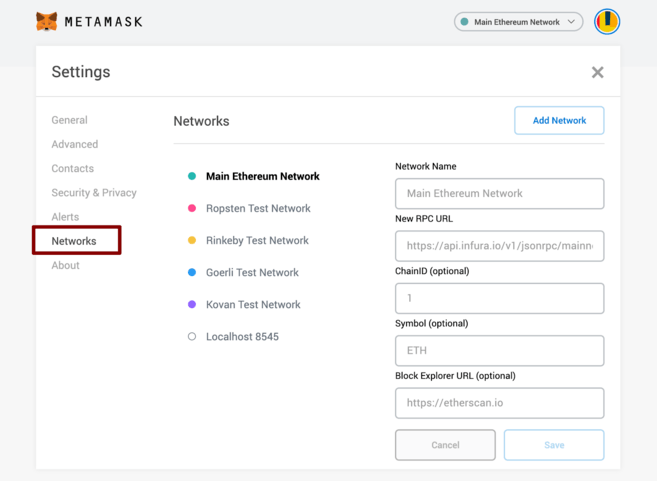 METAMASK
Main Ethereum Network
Settings
General
Advanced
Contacts
Security & Privacy
Alerts
Networks
About
Networks
Add Network
Main Ethereum Network
Ropsten Test Network
Rinkeby Test Network
Goerli Test Network
Kovan Test Network
Localhost 8545
Network Name
Main Ethereum Network
New RPC URL
https://api.infura.io/v1/jsonrpc/mainn
ChainID (optional)
1
Symbol (optional)
ETH
Block Explorer URL (optional)
https://etherscan.io
Cancel
Save